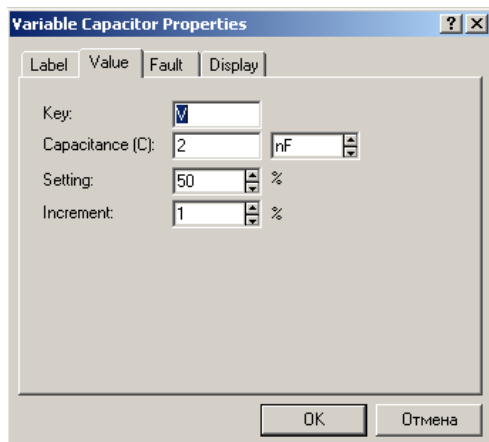 Variable Capacitor Properties
Label Value Fault Display
Key: V
Capacitance (C): 2 nF
Setting: 50 %
Increment: 1 %
OK Отмена